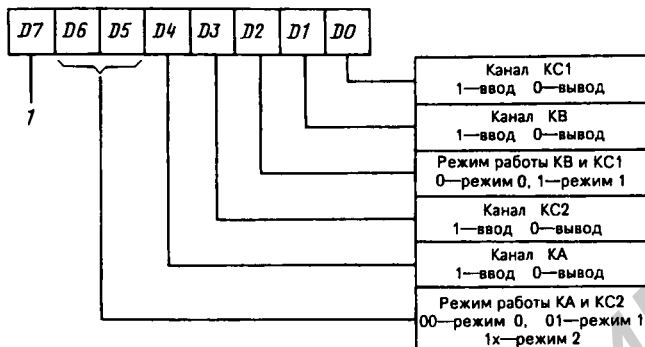 D7 D6 D5 D4 D3 D2 D1 D0
1
Канал КС1
1—ввод 0—вывод
Канал КВ
1—ввод 0—вывод
Режим работы КВ и КС1
0—режим 0, 1—режим 1
Канал КС2
1—ввод 0—вывод
Канал КА
1—ввод 0—вывод
Режим работы КА и КС2
00—режим 0, 01—режим 1
1x—режим 2